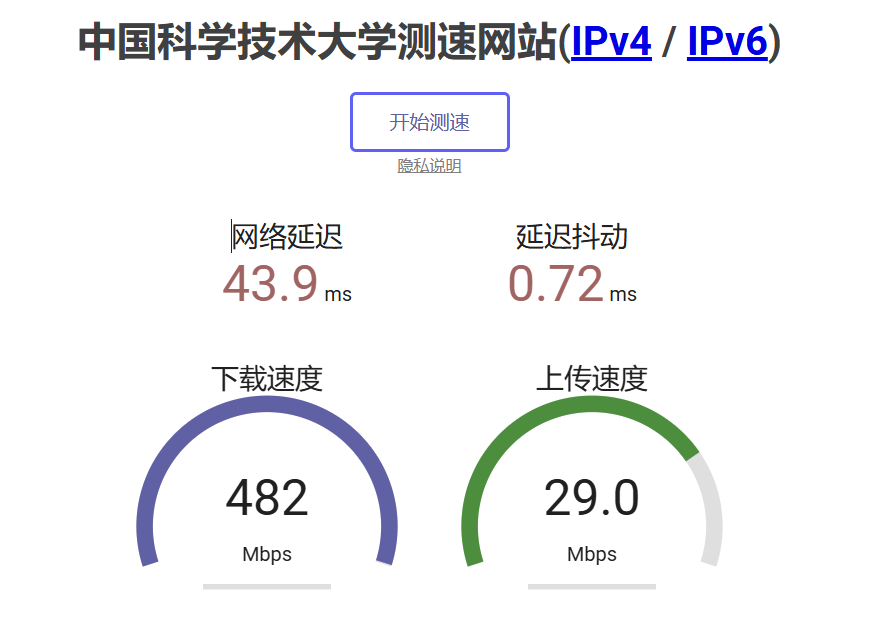 中国科学技术大学测速网站(IPv4 / IPv6)
开始测速
隐私说明
网络延迟 延迟抖动
43.9 ms 0.72 ms
下载速度 上传速度
482 29.0
Mbps Mbps